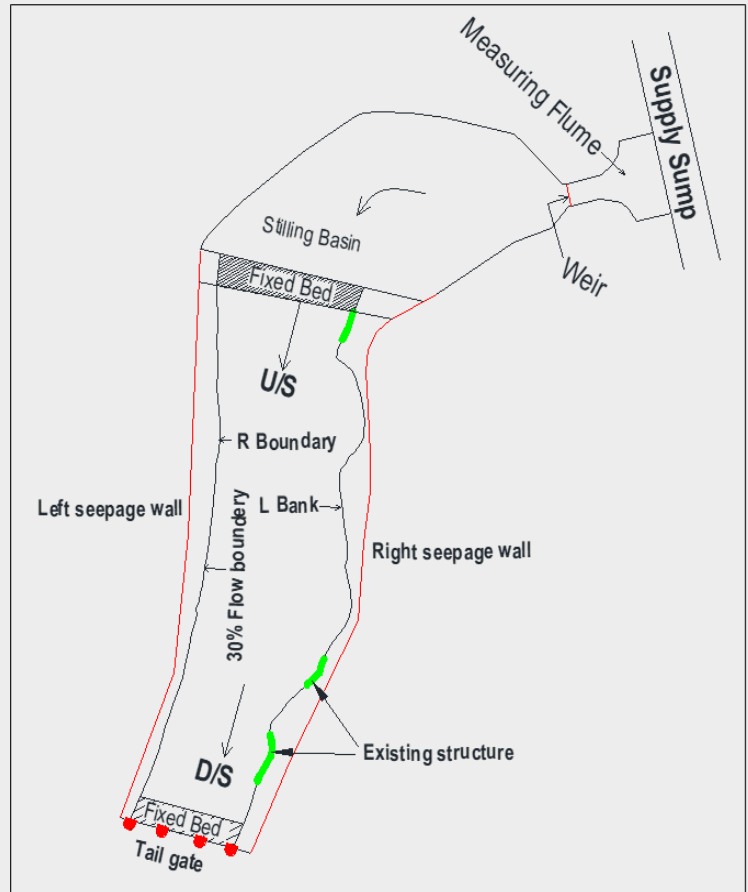 Measuring Flume
Supply Sump
Stilling Basin
Weir
Fixed Bed
U/S
R Boundary
Left seepage wall
L Bank
30% Flow boundery
Right seepage wall
Existing structure
D/S
Fixed Bed
Tail gate